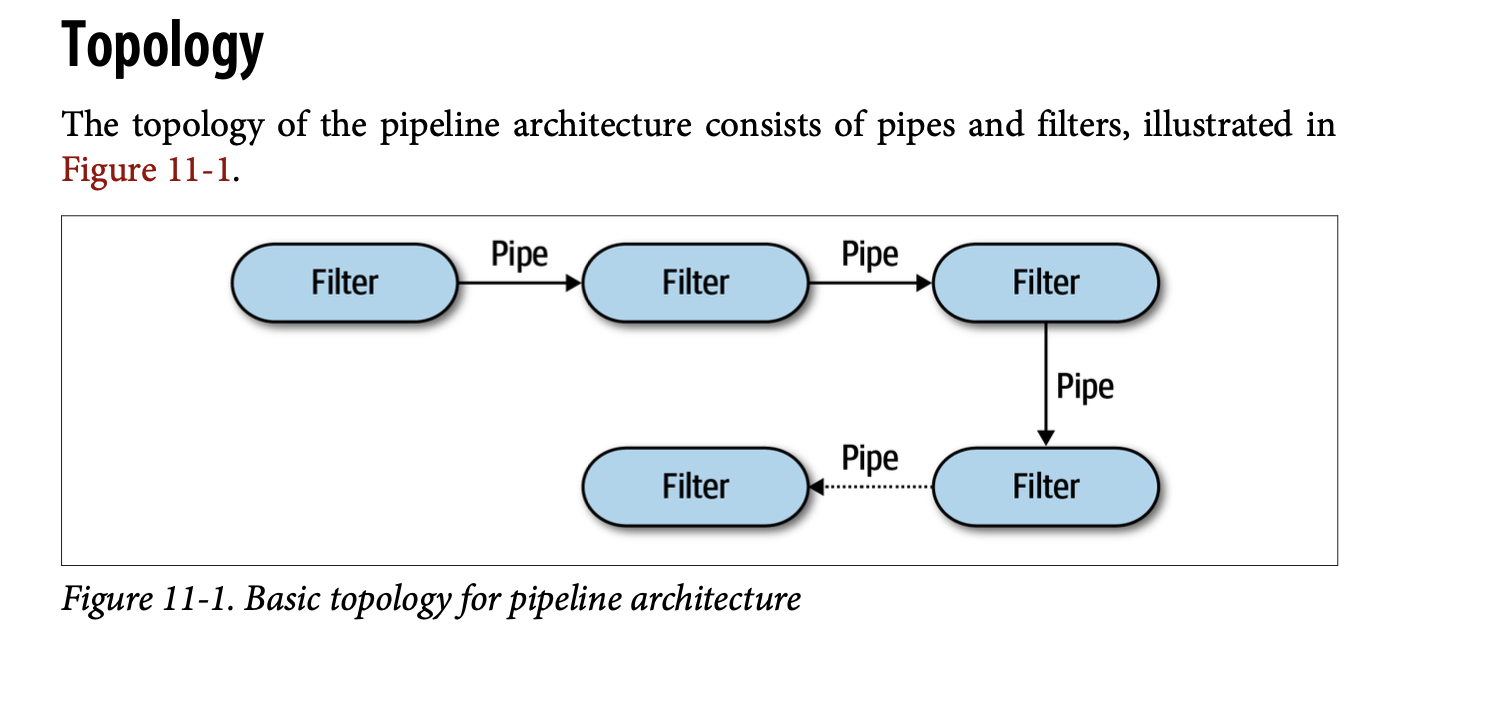 Topology
The topology of the pipeline architecture consists of pipes and filters, illustrated in
Figure 11-1.
Filter Pipe Filter Pipe Filter
Pipe
Filter Pipe Filter
Figure 11-1. Basic topology for pipeline architecture